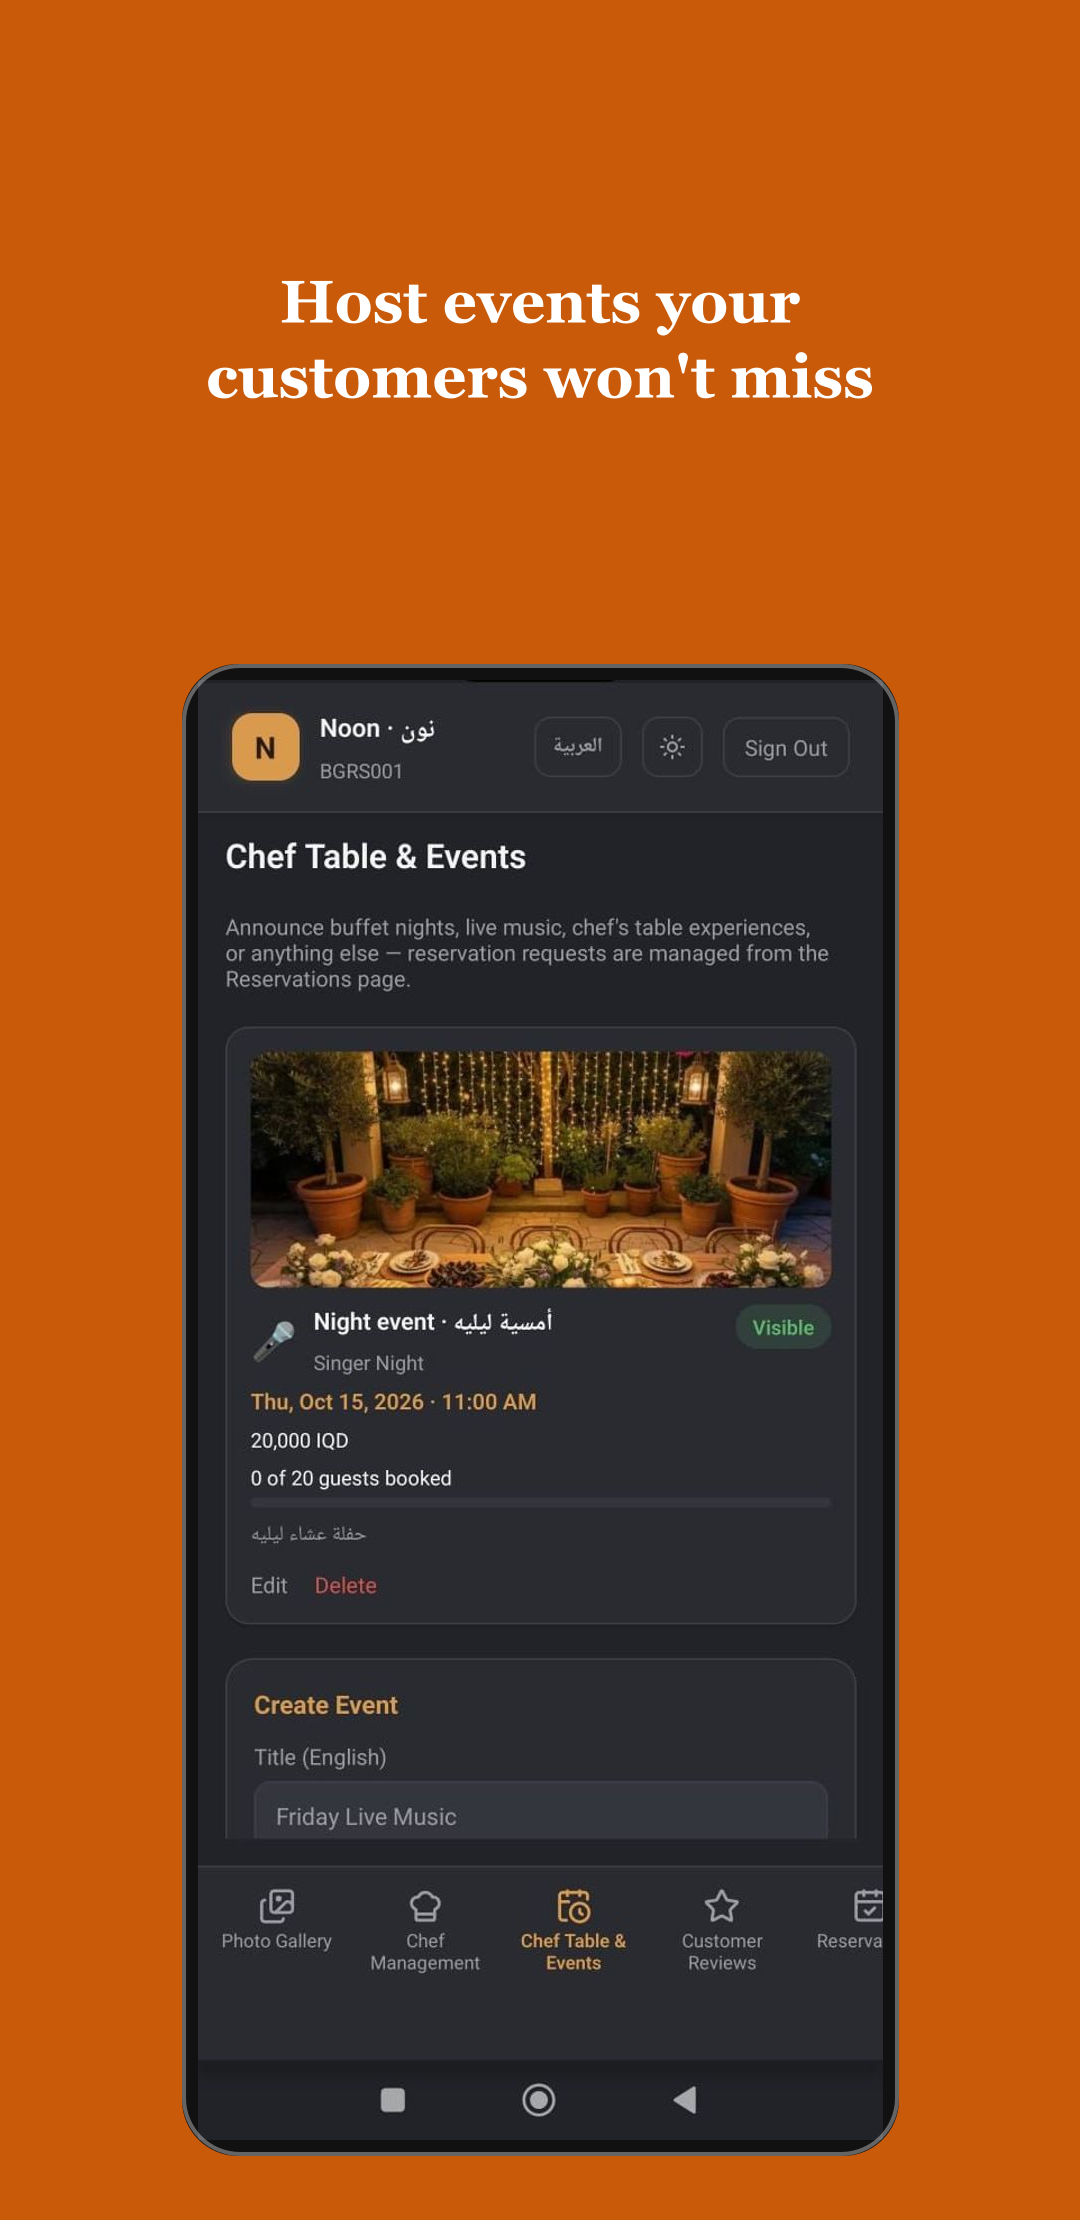 Host events your
customers won't miss
N
Noon · نون
BGRS001
العربية
Sign Out
Chef Table & Events
Announce buffet nights, live music, chef's table experiences,
or anything else — reservation requests are managed from the
Reservations page.
Night event · أمسية ليليه
Visible
Singer Night
Thu, Oct 15, 2026 · 11:00 AM
20,000 IQD
0 of 20 guests booked
حفلة عشاء ليليه
Edit Delete
Create Event
Title (English)
Friday Live Music
Photo Gallery
Chef
Management
Chef Table &
Events
Customer
Reviews
Reserva